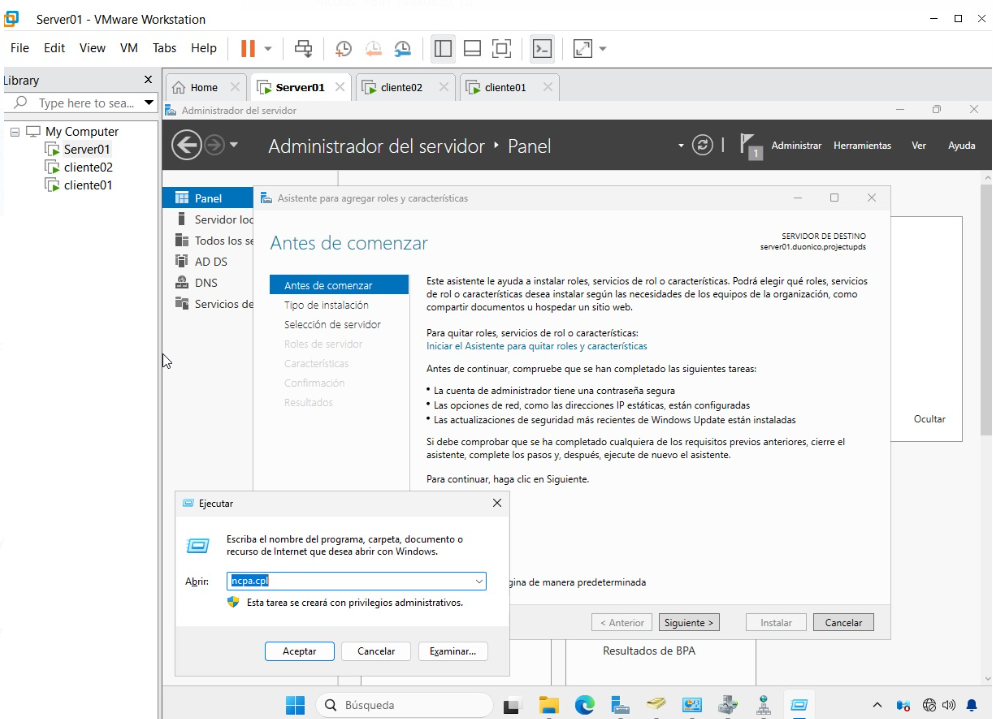 Server01 - VMware Workstation
File Edit View VM Tabs Help
Library
Type here to sea...
My Computer
Server01
cliente02
cliente01
Home
Server01
cliente02
cliente01
Administrador del servidor
Administrador del servidor Panel
1
Administrar Herramientas Ver Ayuda
Panel
Servidor loc
Todos los se
AD DS
DNS
Servicios de
Asistente para agregar roles y características
Antes de comenzar
SERVIDOR DE DESTINO
server01.duonico.projectupds
Antes de comenzar
Tipo de instalación
Selección de servidor
Roles de servidor
Características
Confirmación
Resultados
Este asistente le ayuda a instalar roles, servicios de rol o características. Podrá elegir qué roles, servicios
de rol o características desea instalar según las necesidades de los equipos de la organización, como
compartir documentos u hospedar un sitio web.
Para quitar roles, servicios de rol o características:
Iniciar el Asistente para quitar roles y características
Antes de continuar, compruebe que se han completado las siguientes tareas:
• La cuenta de administrador tiene una contraseña segura
• Las opciones de red, como las direcciones IP estáticas, están configuradas
• Las actualizaciones de seguridad más recientes de Windows Update están instaladas
Si debe comprobar que se ha completado cualquiera de los requisitos previos anteriores, cierre el
asistente, complete los pasos y, después, ejecute de nuevo el asistente.
Para continuar, haga clic en Siguiente.
Ocultar
gina de manera predeterminada
< Anterior Siguiente > Instalar Cancelar
Resultados de BPA
Ejecutar
Escriba el nombre del programa, carpeta, documento o
recurso de Internet que desea abrir con Windows.
Abrir: ncpa.cpl
Esta tarea se creará con privilegios administrativos.
Aceptar Cancelar Examinar...
Búsqueda